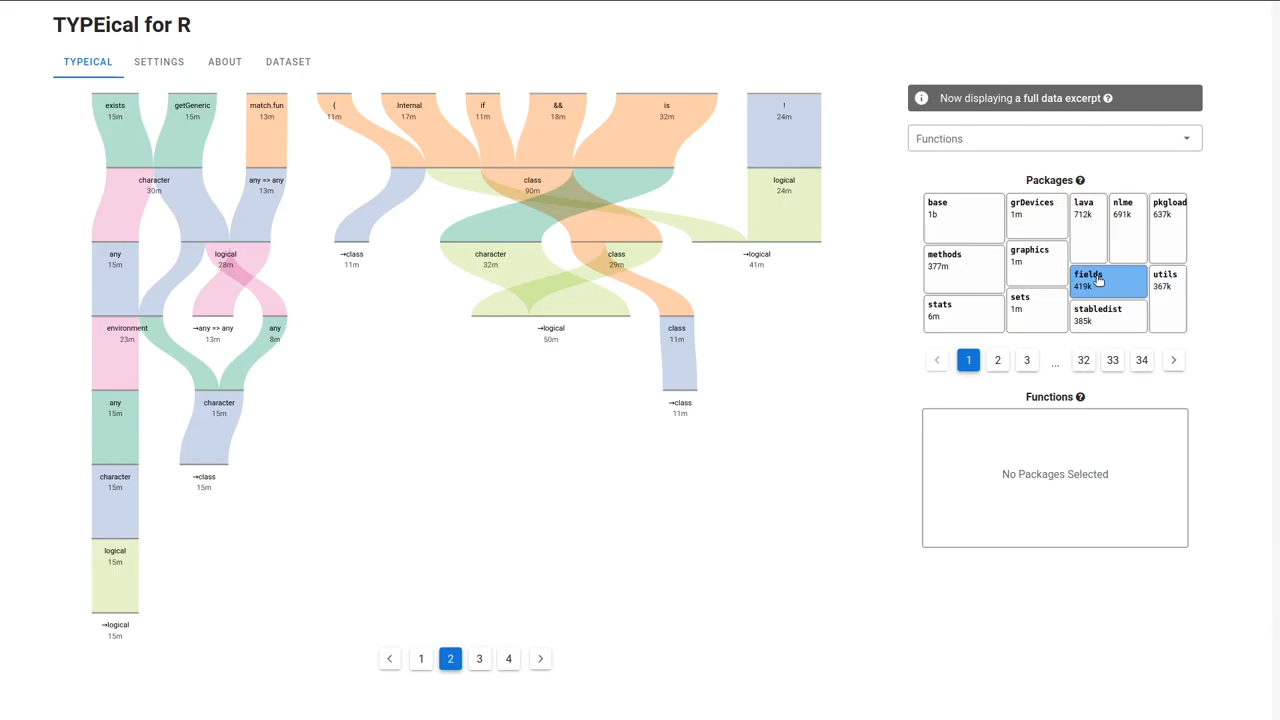 TYPEical for R
TYPEICAL SETTINGS ABOUT DATASET
exists getGeneric match.fun { .Internal if && is !
15m 15m 13m 11m 17m 11m 18m 32m 24m
character any => any class logical
30m 13m 90m 24m
any logical →class character class →logical
15m 28m 11m 32m 29m 41m
environment →any => any any →logical class
23m 13m 8m 50m 11m
any character →class
15m 15m 11m
character →class
15m 15m
logical
15m
→logical
15m
1 2 3 4
Now displaying a full data excerpt
Functions
Packages
base
1b
methods
377m
stats
6m
grDevices
1m
graphics
1m
sets
1m
lava
712k
nlme
691k
pkgload
637k
fields
419k
stabledist
385k
utils
367k
1 2 3 ... 32 33 34
Functions
No Packages Selected